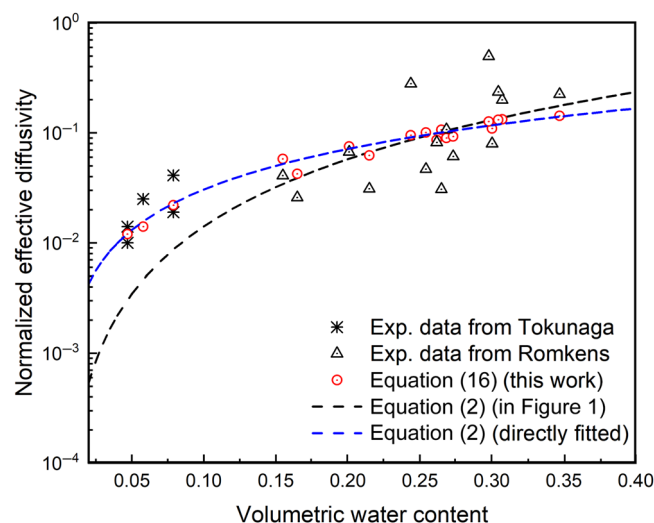 Normalized effective diffusivity
10⁰
10⁻¹
10⁻²
10⁻³
10⁻⁴
Exp. data from Tokunaga
Exp. data from Romkens
Equation (16) (this work)
Equation (2) (in Figure 1)
Equation (2) (directly fitted)
0.05 0.10 0.15 0.20 0.25 0.30 0.35 0.40
Volumetric water content